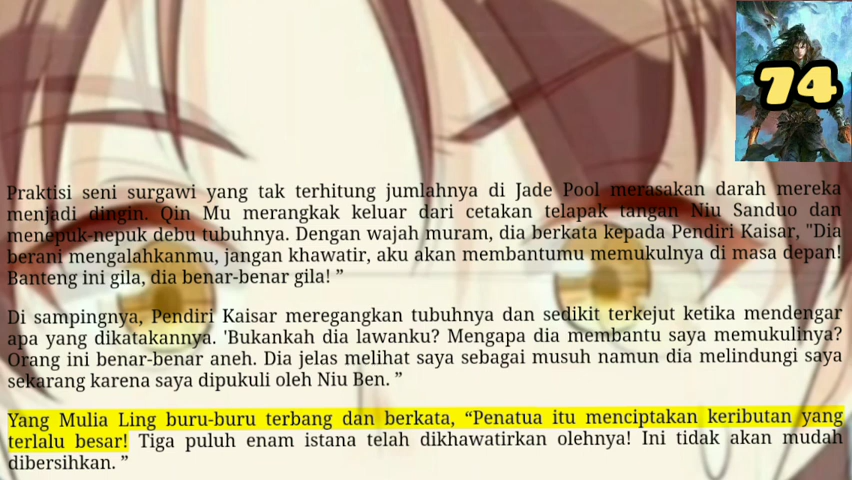 74
Praktisi seni surgawi yang tak terhitung jumlahnya di Jade Pool merasakan darah mereka
menjadi dingin. Qin Mu merangkak keluar dari cetakan telapak tangan Niu Sanduo dan
menepuk-nepuk debu tubuhnya. Dengan wajah muram, dia berkata kepada Pendiri Kaisar, "Dia
berani mengalahkanmu, jangan khawatir, aku akan membantumu memukulnya di masa depan!
Banteng ini gila, dia benar-benar gila! ”
Di sampingnya, Pendiri Kaisar meregangkan tubuhnya dan sedikit terkejut ketika mendengar
apa yang dikatakannya. 'Bukankah dia lawanku? Mengapa dia membantu saya memukulinya?
Orang ini benar-benar aneh. Dia jelas melihat saya sebagai musuh namun dia melindungi saya
sekarang karena saya dipukuli oleh Niu Ben. ”
Yang Mulia Ling buru-buru terbang dan berkata, “Penatua itu menciptakan keributan yang
terlalu besar! Tiga puluh enam istana telah dikhawatirkan olehnya! Ini tidak akan mudah
dibersihkan. ”